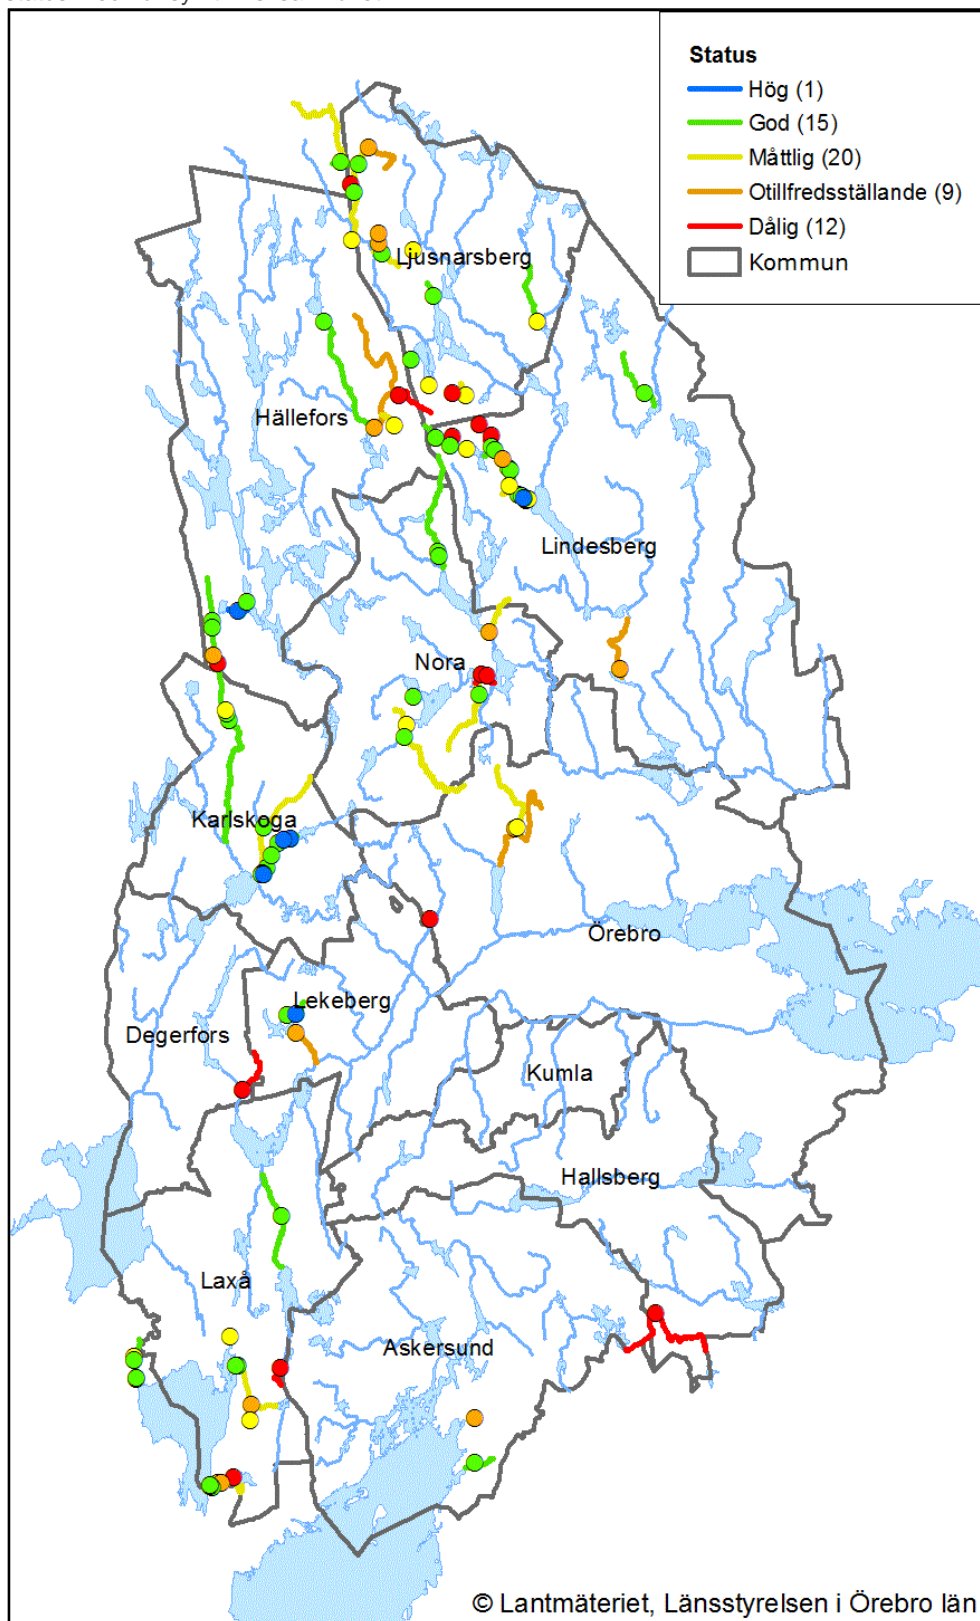 Status
Hög (1)
God (15)
Måttlig (20)
Otillfredsställande (9)
Dålig (12)
Kommun
Ljusnarsberg
Hällefors
Lindesberg
Nora
Karlskoga
Örebro
Lekeberg
Degerfors
Kumla
Hallsberg
Laxå
Askersund
© Lantmäteriet, Länsstyrelsen i Örebro län